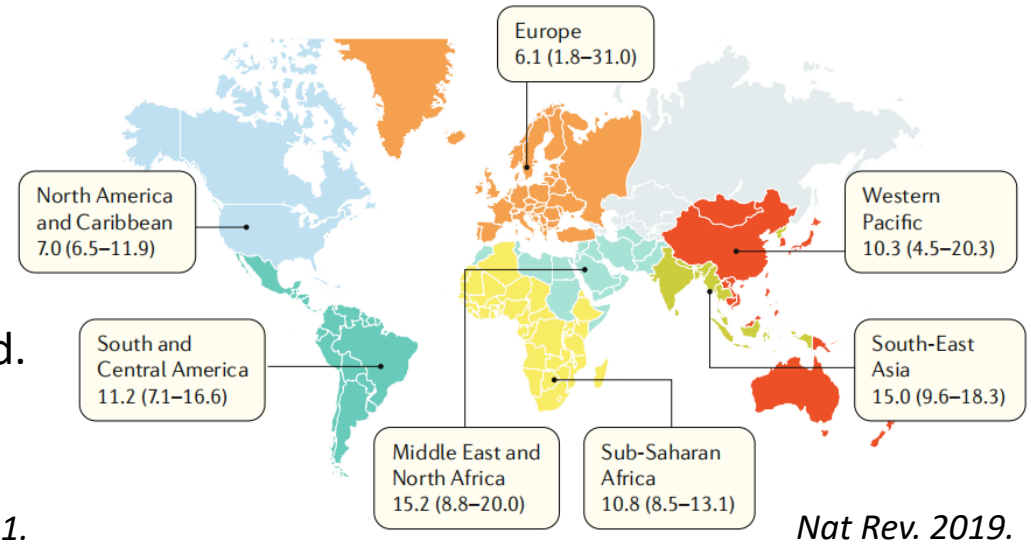 Europe
6.1 (1.8–31.0)
North America
and Caribbean
7.0 (6.5–11.9)
Western
Pacific
10.3 (4.5–20.3)
d.
South and
Central America
11.2 (7.1–16.6)
South-East
Asia
15.0 (9.6–18.3)
Middle East and
North Africa
15.2 (8.8–20.0)
Sub-Saharan
Africa
10.8 (8.5–13.1)
1.
Nat Rev. 2019.